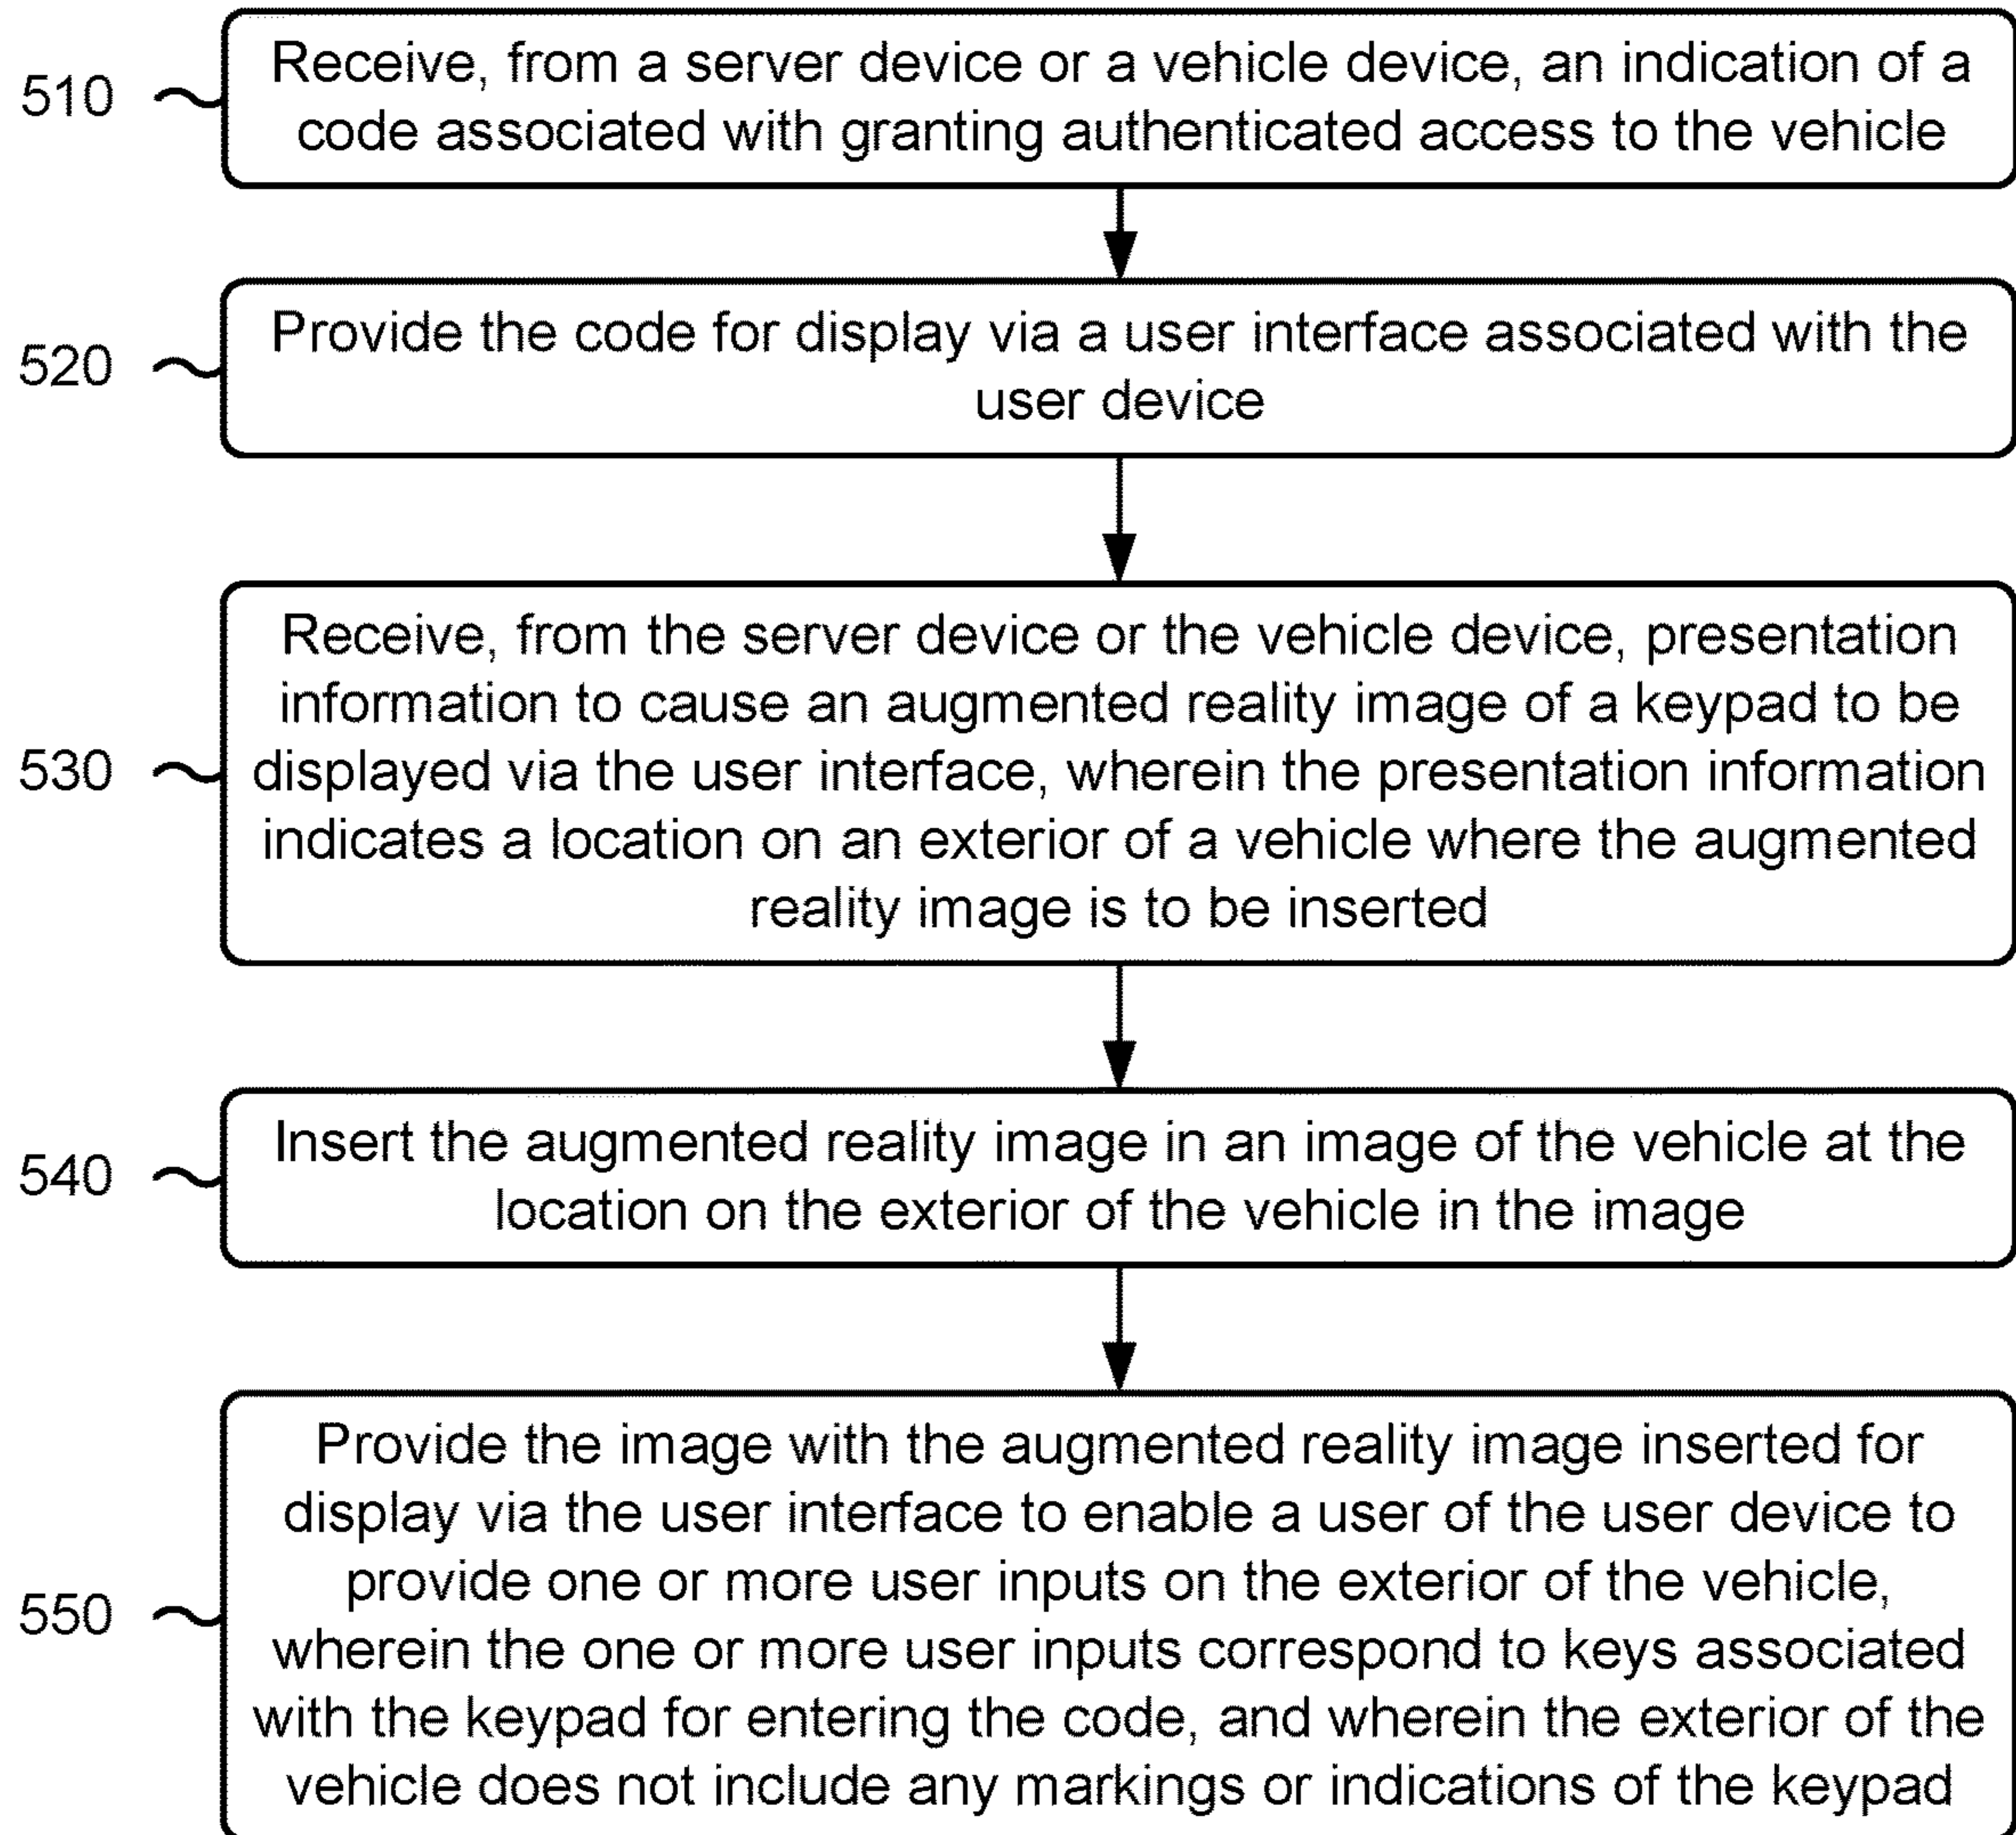 510
Receive, from a server device or a vehicle device, an indication of a
code associated with granting authenticated access to the vehicle
520
Provide the code for display via a user interface associated with the
user device
530
Receive, from the server device or the vehicle device, presentation
information to cause an augmented reality image of a keypad to be
displayed via the user interface, wherein the presentation information
indicates a location on an exterior of a vehicle where the augmented
reality image is to be inserted
540
Insert the augmented reality image in an image of the vehicle at the
location on the exterior of the vehicle in the image
550
Provide the image with the augmented reality image inserted for
display via the user interface to enable a user of the user device to
provide one or more user inputs on the exterior of the vehicle,
wherein the one or more user inputs correspond to keys associated
with the keypad for entering the code, and wherein the exterior of the
vehicle does not include any markings or indications of the keypad